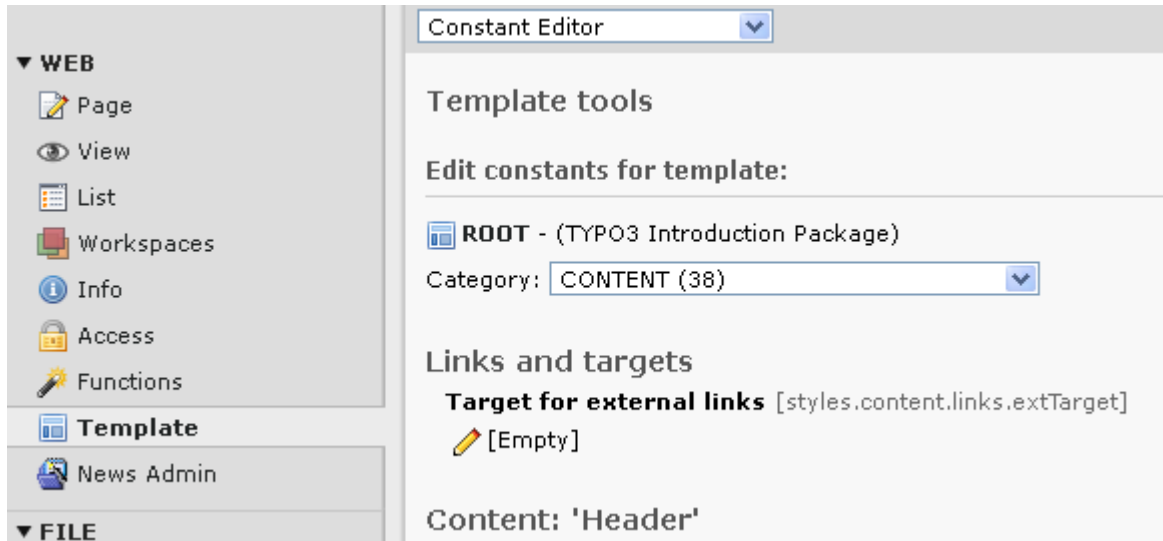 ▼ WEB
Page
View
List
Workspaces
Info
Access
Functions
Template
News Admin
▼ FILE
Constant Editor
Template tools
Edit constants for template:
ROOT - (TYPO3 Introduction Package)
Category: CONTENT (38)
Links and targets
Target for external links [styles.content.links.extTarget]
[Empty]
Content: 'Header'